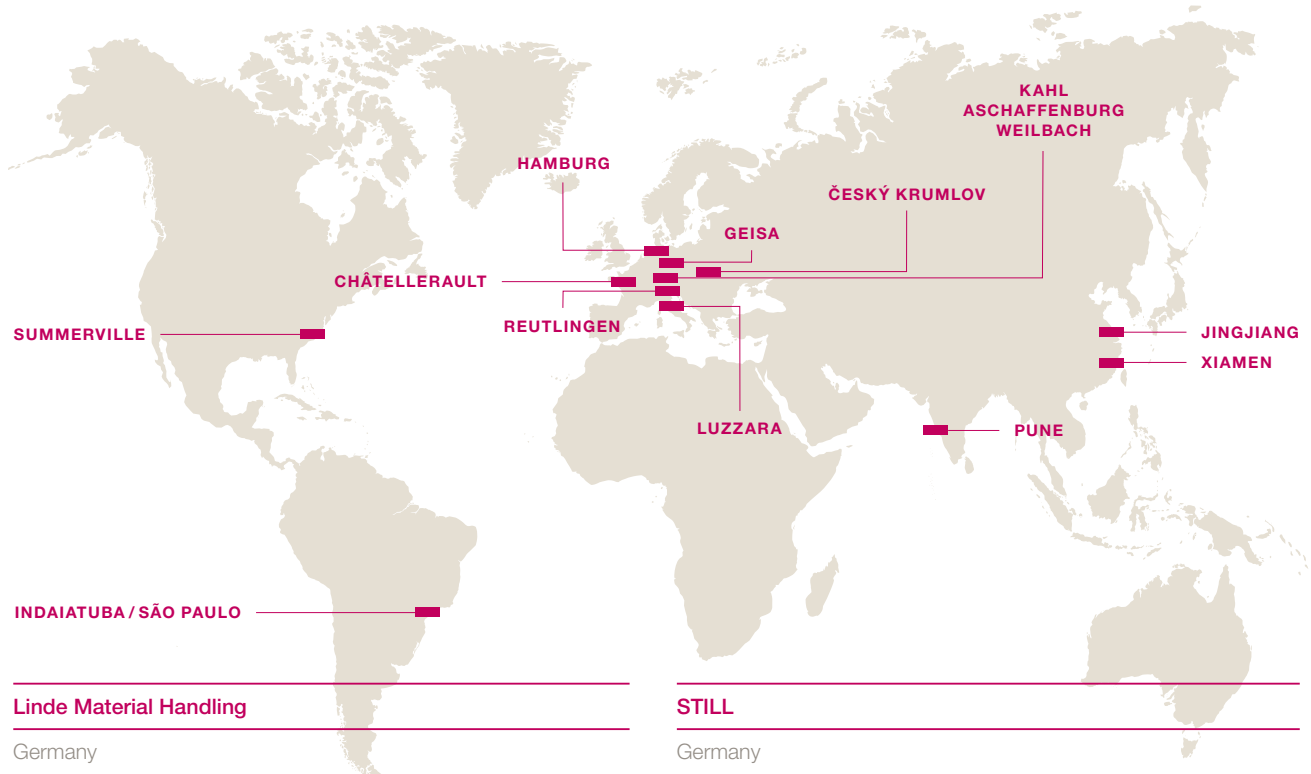 KAHL
ASCHAFFENBURG
WEILBACH
HAMBURG
ČESKÝ KRUMLOV
GEISA
CHÂTELLERAULT
REUTLINGEN
SUMMERVILLE
JINGJIANG
XIAMEN
LUZZARA
PUNE
INDAIATUBA / SÃO PAULO
Linde Material Handling
Germany
STILL
Germany